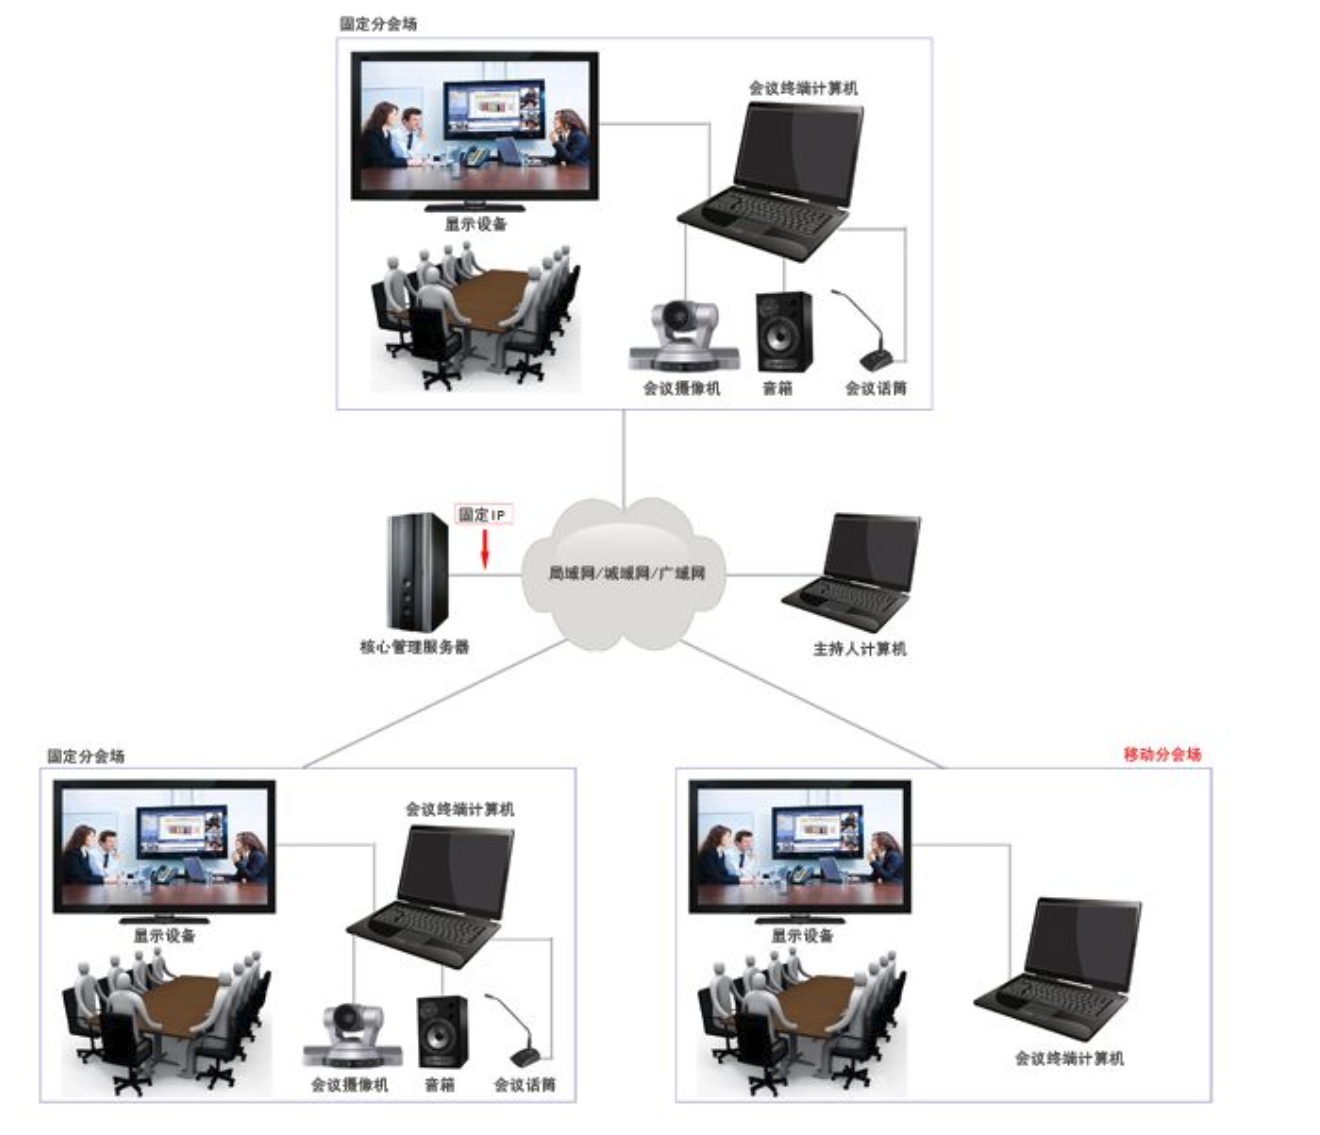 固定分会场
会议终端计算机
显示设备
会议摄像机
音箱
会议话筒
固定IP
局域网/城域网/广域网
核心管理服务器
主持人计算机
固定分会场
移动分会场
会议终端计算机
显示设备
显示设备
会议终端计算机
会议摄像机
音箱
会议话筒